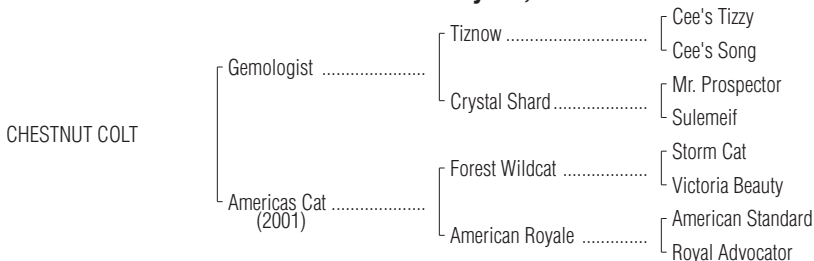 Cee's Tizzy
Tiznow ..............................
Cee's Song
Gemologist ......................
Mr. Prospector
Crystal Shard ....................
Sulemeif
CHESTNUT COLT
Storm Cat
Forest Wildcat ..................
Victoria Beauty
Americas Cat ....................
(2001)
American Standard
American Royale ..............
Royal Advocator